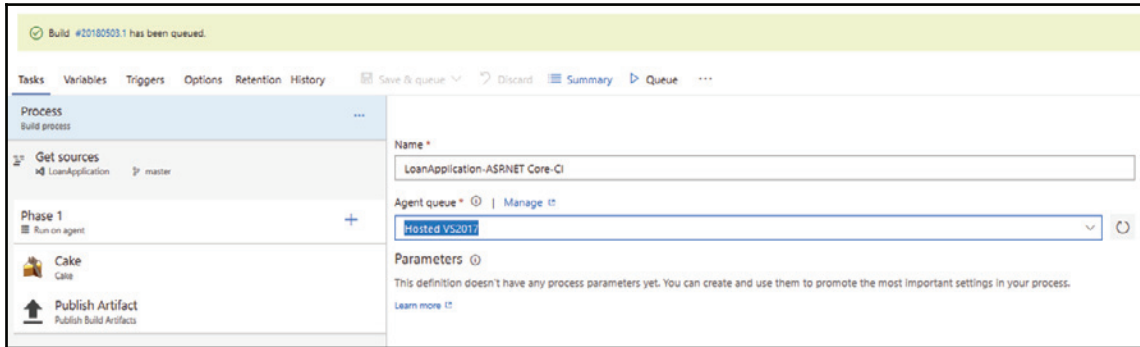 Build #20180503.1 has been queued.
Tasks Variables Triggers Options Retention History Save & queue Discard Summary Queue ...
Process ...
Build process
Get sources
LoanApplication master
Phase 1 +
Run on agent
Cake
Cake
Publish Artifact
Publish Build Artifacts
Name *
LoanApplication-ASRNET Core-CI
Agent queue * | Manage
Hosted VS2017
Parameters
This definition doesn't have any process parameters yet. You can create and use them to promote the most important settings in your process.
Learn more